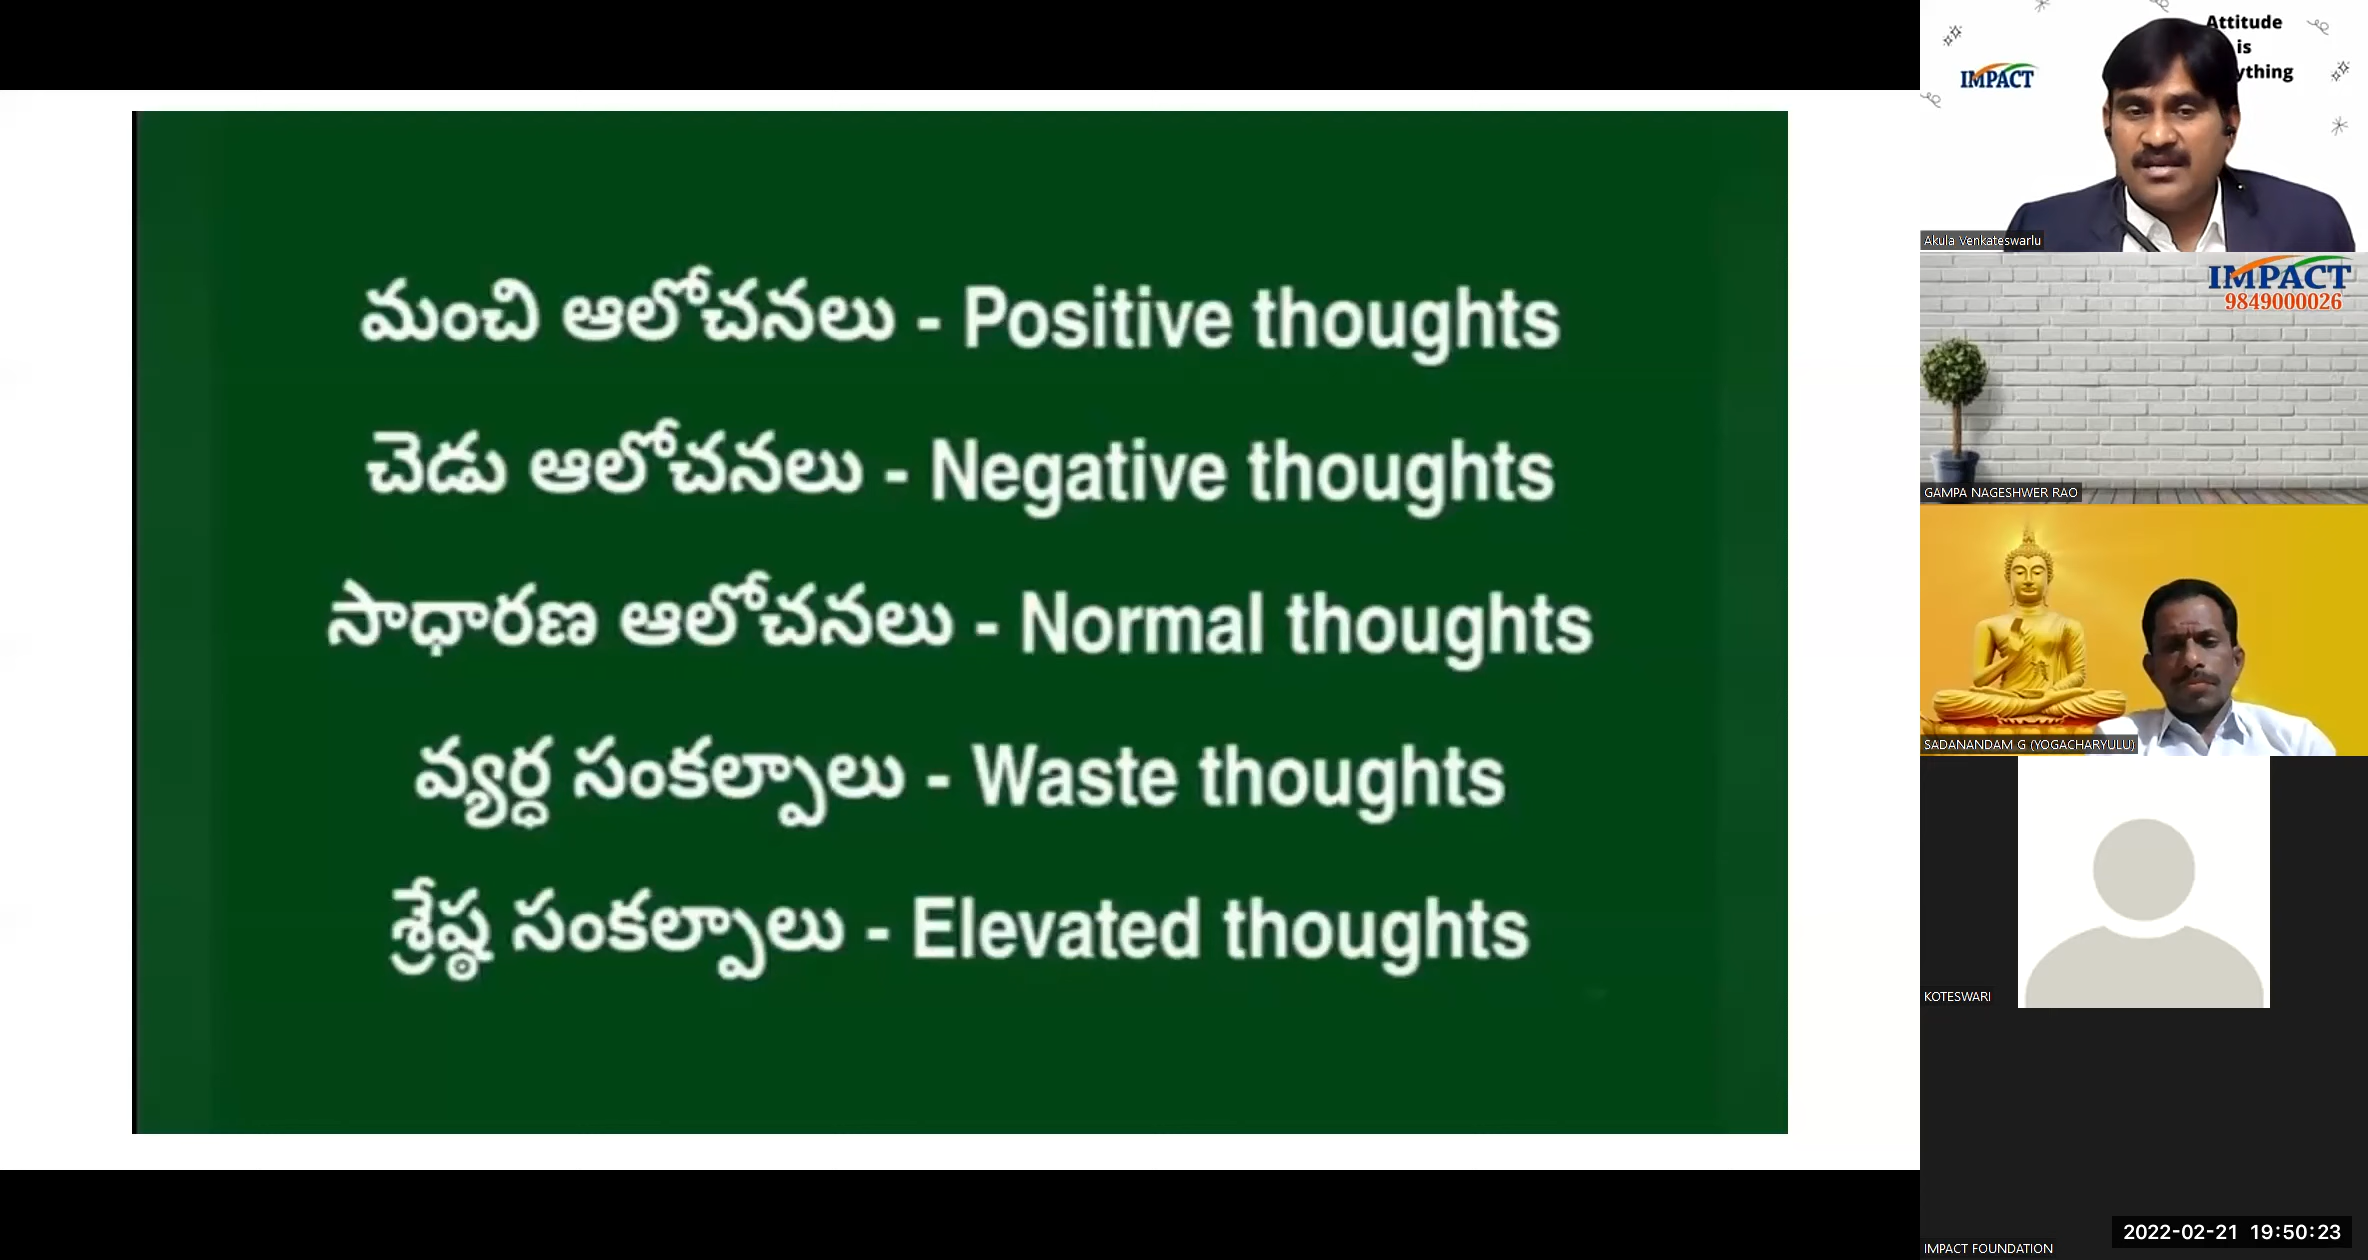 మంచి ఆలోచనలు - Positive thoughts
చెడు ఆలోచనలు - Negative thoughts
సాధారణ ఆలోచనలు - Normal thoughts
వ్యర్ధ సంకల్పాలు - Waste thoughts
శ్రేష్ఠ సంకల్పాలు - Elevated thoughts
Attitude
is
ything
IMPACT
Akula Venkateswarlu
IMPACT
9849000026
GAMPA NAGESHWER RAO
SADANANDAM G (YOGACHARYULU)
KOTESWARI
2022-02-21 19:50:23
IMPACT FOUNDATION